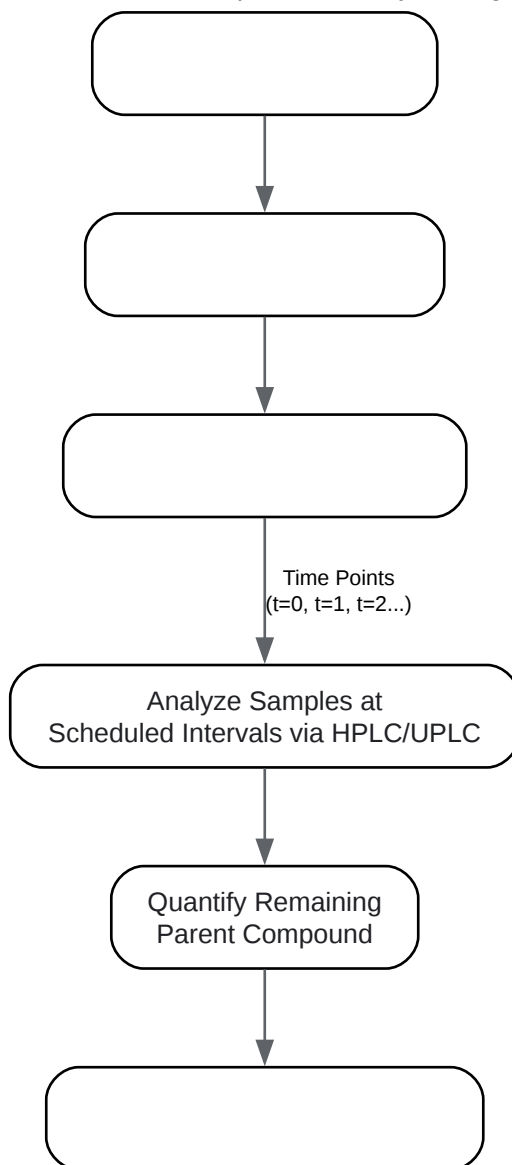 Time Points
(t=0, t=1, t=2...)
Analyze Samples at
Scheduled Intervals via HPLC/UPLC
Quantify Remaining
Parent Compound